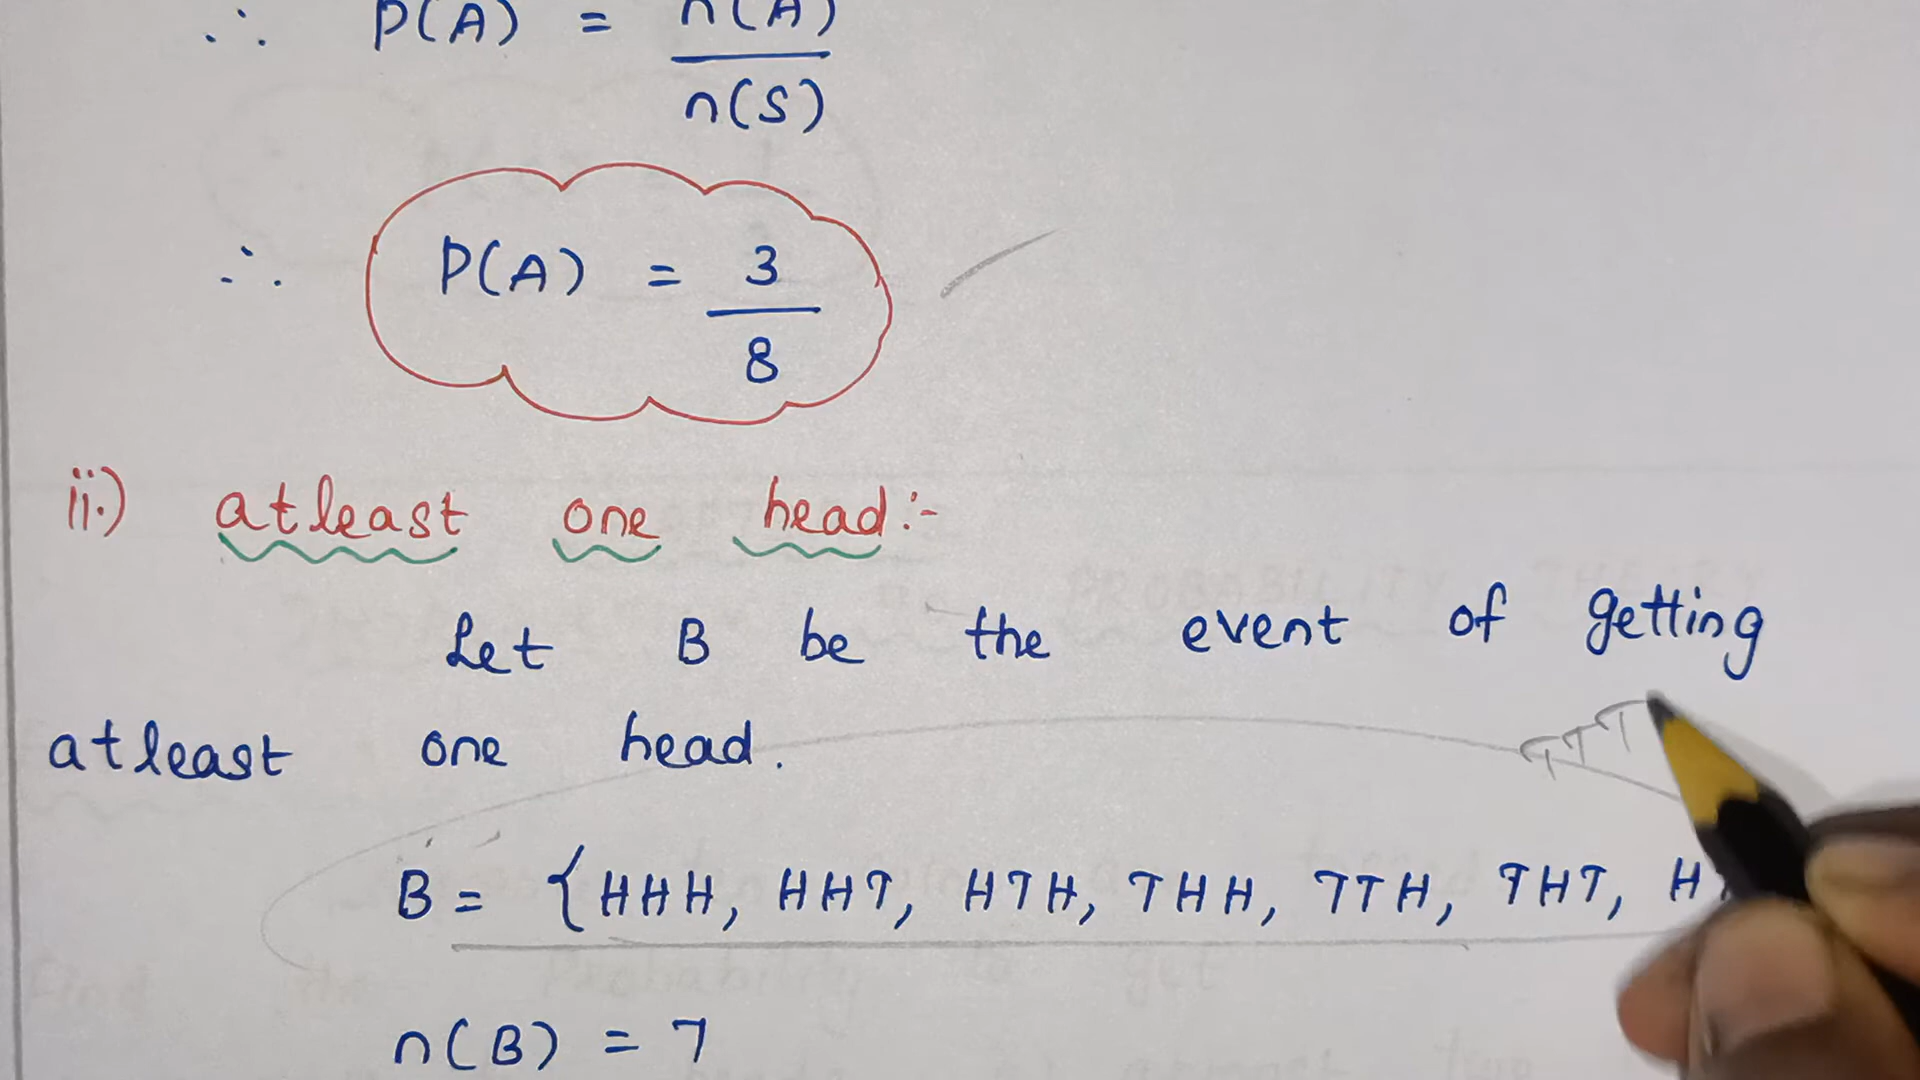 ∴ P(A) = n(A)
n(S)
∴ P(A) = 3
8
ii.) atleast one head:-
Let B be the event of getting
TTT
atleast one head.
B = {HHH, HHT, HTH, THH, TTH, THT, H
n(B) = 7